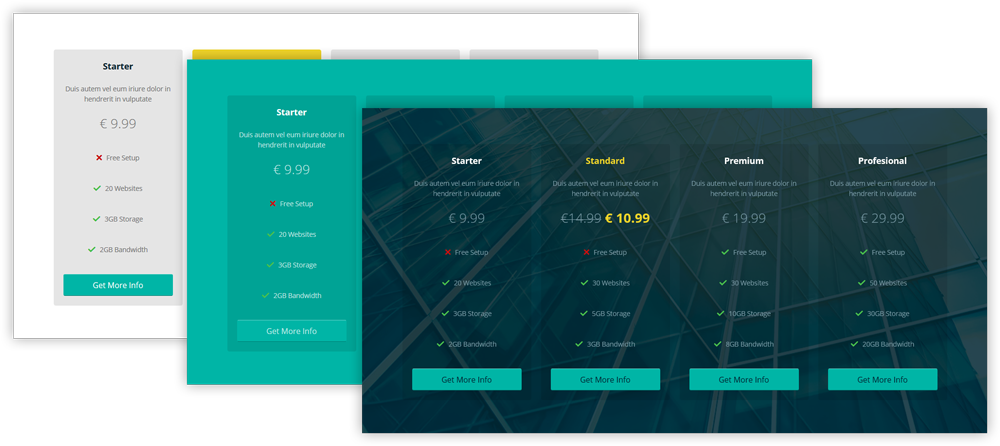 Starter
Duis autem vel eum iriure dolor in
hendrerit in vulputate
€ 9.99
Free Setup
20 Websites
3GB Storage
2GB Bandwidth
Get More Info
Starter
Duis autem vel eum iriure dolor in
hendrerit in vulputate
€ 9.99
Free Setup
20 Websites
3GB Storage
2GB Bandwidth
Get More Info
Starter
Duis autem vel eum iriure dolor in
hendrerit in vulputate
€ 9.99
Free Setup
20 Websites
3GB Storage
2GB Bandwidth
Get More Info
Standard
Duis autem vel eum iriure dolor in
hendrerit in vulputate
€14.99 € 10.99
Free Setup
30 Websites
5GB Storage
3GB Bandwidth
Get More Info
Premium
Duis autem vel eum iriure dolor in
hendrerit in vulputate
€ 19.99
Free Setup
30 Websites
10GB Storage
8GB Bandwidth
Get More Info
Profesional
Duis autem vel eum iriure dolor in
hendrerit in vulputate
€ 29.99
Free Setup
50 Websites
30GB Storage
20GB Bandwidth
Get More Info